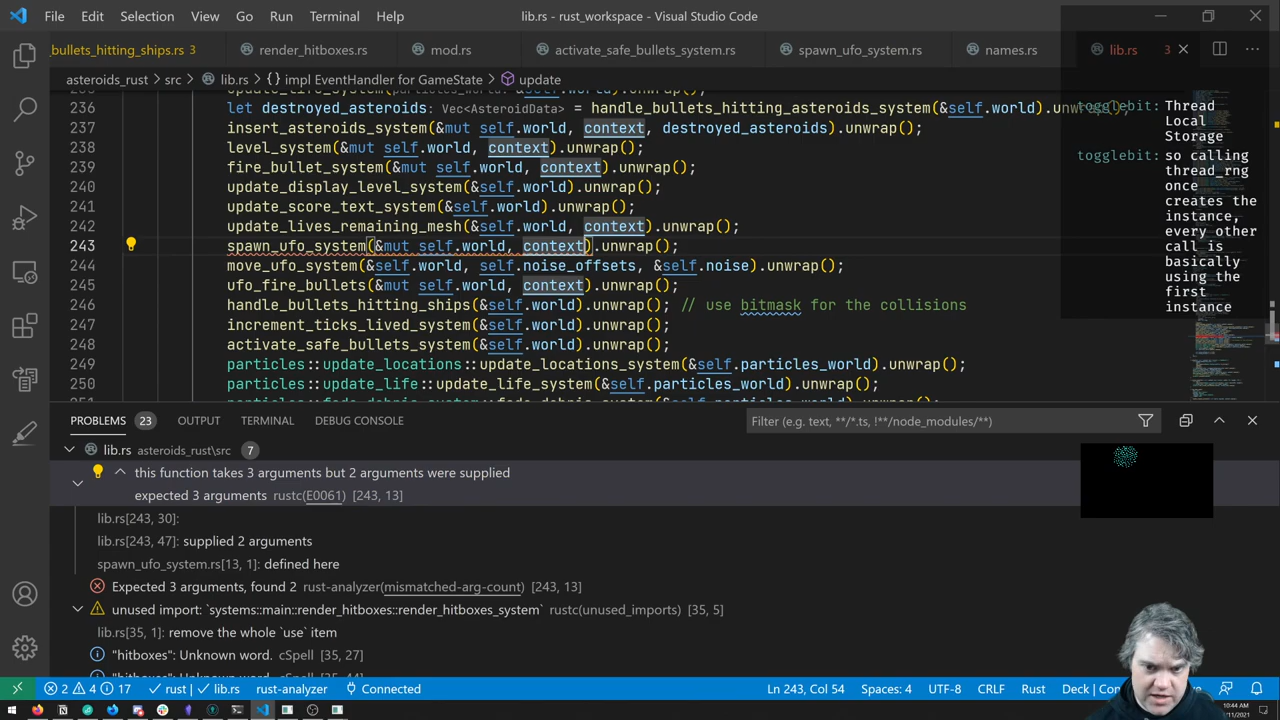 File Edit Selection View Go Run Terminal Help lib.rs - rust_workspace - Visual Studio Code
bullets_hitting_ships.rs 3 render_hitboxes.rs mod.rs activate_safe_bullets_system.rs spawn_ufo_system.rs names.rs lib.rs 3
asteroids_rust > src > lib.rs > {} impl EventHandler for GameState > update
236 let destroyed_asteroids: Vec<AsteroidData> = handle_bullets_hitting_asteroids_system(&self.world).unwrap();
237 insert_asteroids_system(&mut self.world, context, destroyed_asteroids).unwrap();
238 level_system(&mut self.world, context).unwrap();
239 fire_bullet_system(&mut self.world, context).unwrap();
240 update_display_level_system(&self.world).unwrap();
241 update_score_text_system(&self.world).unwrap();
242 update_lives_remaining_mesh(&self.world, context).unwrap();
243 spawn_ufo_system(&mut self.world, context).unwrap();
244 move_ufo_system(&self.world, self.noise_offsets, &self.noise).unwrap();
245 ufo_fire_bullets(&mut self.world, context).unwrap();
246 handle_bullets_hitting_ships(&self.world).unwrap(); // use bitmask for the collisions
247 increment_ticks_lived_system(&self.world).unwrap();
248 activate_safe_bullets_system(&self.world).unwrap();
249 particles::update_locations::update_locations_system(&self.particles_world).unwrap();
250 particles::update_life::update_life_system(&self.particles_world).unwrap();
togglebit: Thread
Local
Storage
togglebit: so calling
thread_rng
once
creates the
instance,
every other
call is
basically
using the
first
instance
PROBLEMS 23 OUTPUT TERMINAL DEBUG CONSOLE Filter (e.g. text, **/*.ts, !**/node_modules/**)
lib.rs asteroids_rust\src 7
this function takes 3 arguments but 2 arguments were supplied
expected 3 arguments rustc(E0061) [243, 13]
lib.rs[243, 30]:
lib.rs[243, 47]: supplied 2 arguments
spawn_ufo_system.rs[13, 1]: defined here
Expected 3 arguments, found 2 rust-analyzer(mismatched-arg-count) [243, 13]
unused import: `systems::main::render_hitboxes::render_hitboxes_system` rustc(unused_imports) [35, 5]
lib.rs[35, 1]: remove the whole `use` item
"hitboxes": Unknown word. cSpell [35, 27]
2 4 17 rust | lib.rs rust-analyzer Connected Ln 243, Col 54 Spaces: 4 UTF-8 CRLF Rust Deck | Con
10:44 AM